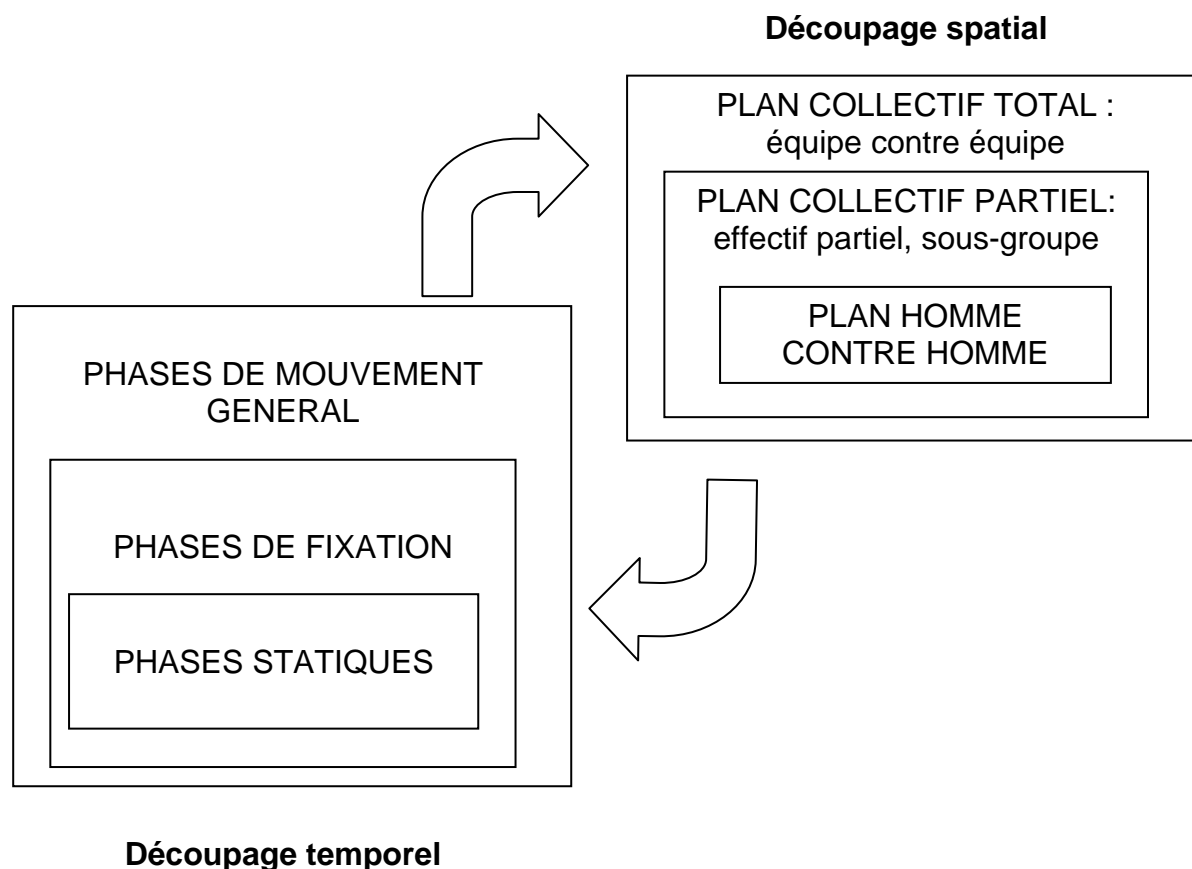 Découpage spatial
PLAN COLLECTIF TOTAL :
équipe contre équipe
PLAN COLLECTIF PARTIEL:
effectif partiel, sous-groupe
PLAN HOMME
CONTRE HOMME
PHASES DE MOUVEMENT
GENERAL
PHASES DE FIXATION
PHASES STATIQUES
Découpage temporel